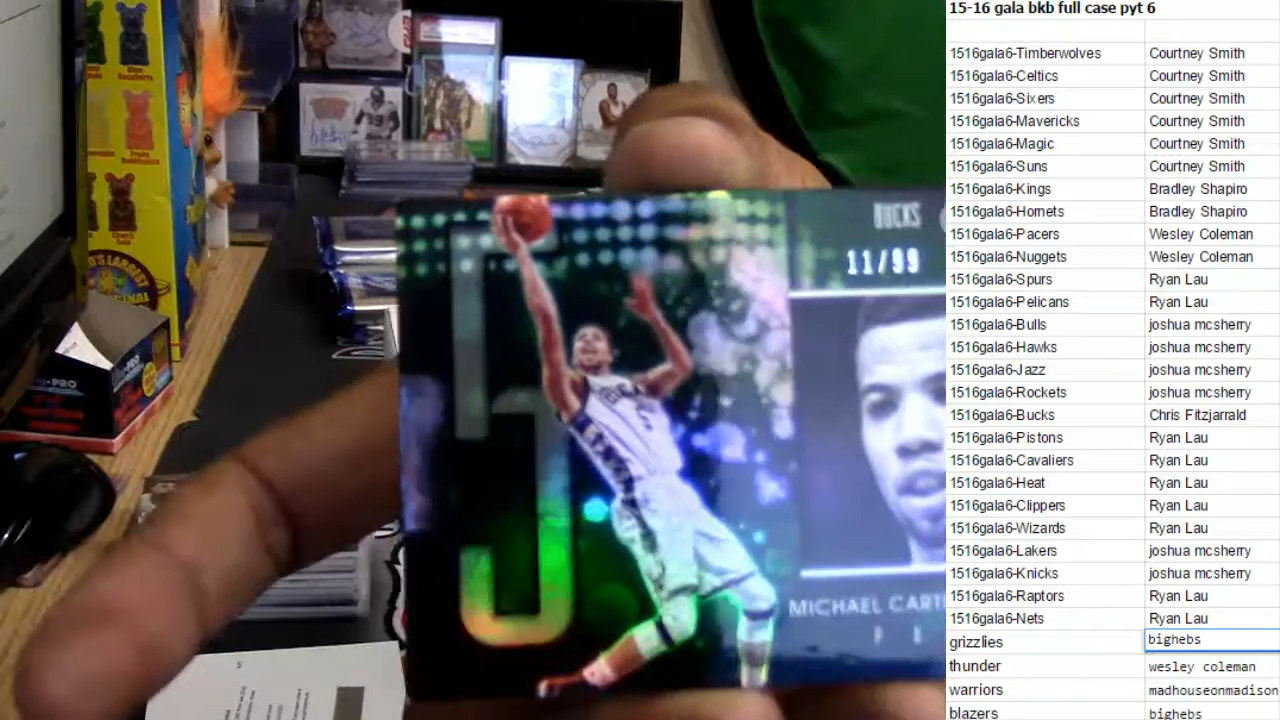 15-16 gala bkb full case pyt 6
1516gala6-Timberwolves Courtney Smith
1516gala6-Celtics Courtney Smith
1516gala6-Sixers Courtney Smith
1516gala6-Mavericks Courtney Smith
1516gala6-Magic Courtney Smith
1516gala6-Suns Courtney Smith
1516gala6-Kings Bradley Shapiro
1516gala6-Hornets Bradley Shapiro
1516gala6-Pacers Wesley Coleman
1516gala6-Nuggets Wesley Coleman
1516gala6-Spurs Ryan Lau
1516gala6-Pelicans Ryan Lau
1516gala6-Bulls joshua mcsherry
1516gala6-Hawks joshua mcsherry
1516gala6-Jazz joshua mcsherry
1516gala6-Rockets joshua mcsherry
1516gala6-Bucks Chris Fitzjarrald
1516gala6-Pistons Ryan Lau
1516gala6-Cavaliers Ryan Lau
1516gala6-Heat Ryan Lau
1516gala6-Clippers Ryan Lau
1516gala6-Wizards Ryan Lau
1516gala6-Lakers joshua mcsherry
1516gala6-Knicks joshua mcsherry
1516gala6-Raptors Ryan Lau
1516gala6-Nets Ryan Lau
grizzlies bighebs
thunder wesley coleman
warriors madhouseonmadison
blazers bighebs
BUCKS
11/99
MICHAEL CART